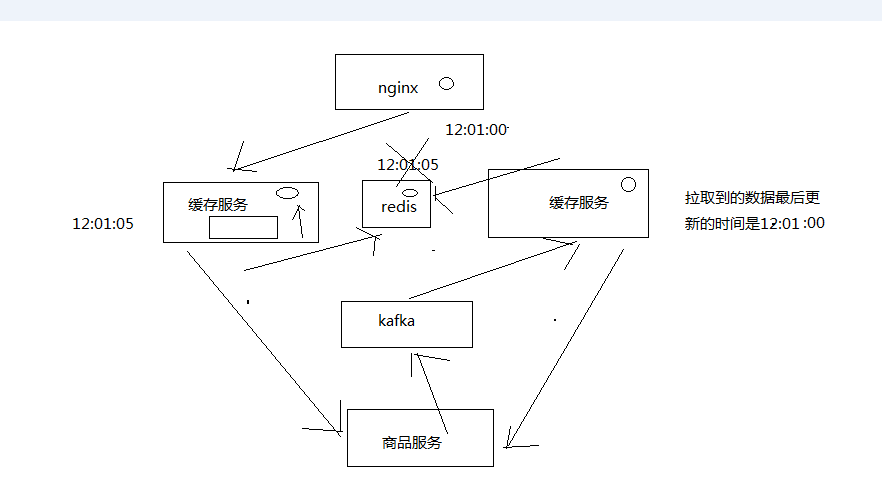 nginx
12:01:00
12:01:05
缓存服务
redis
缓存服务
12:01:05
拉取到的数据最后更
新的时间是12:01:00
kafka
商品服务